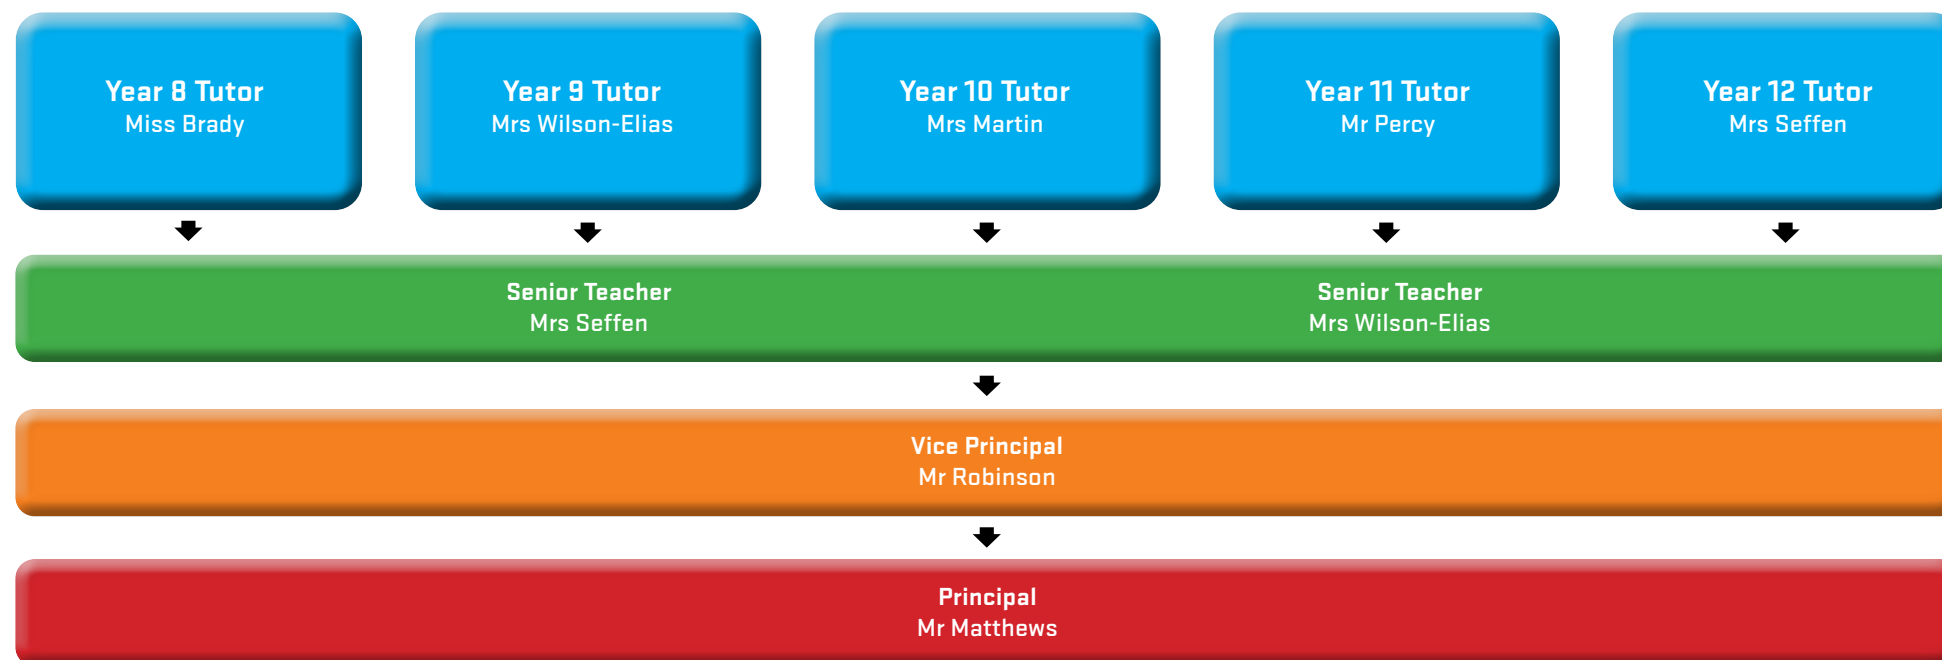 Year 8 Tutor
Miss Brady
Year 9 Tutor
Mrs Wilson-Elias
Year 10 Tutor
Mrs Martin
Year 11 Tutor
Mr Percy
Year 12 Tutor
Mrs Seffen
Senior Teacher
Mrs Seffen
Senior Teacher
Mrs Wilson-Elias
Vice Principal
Mr Robinson
Principal
Mr Matthews